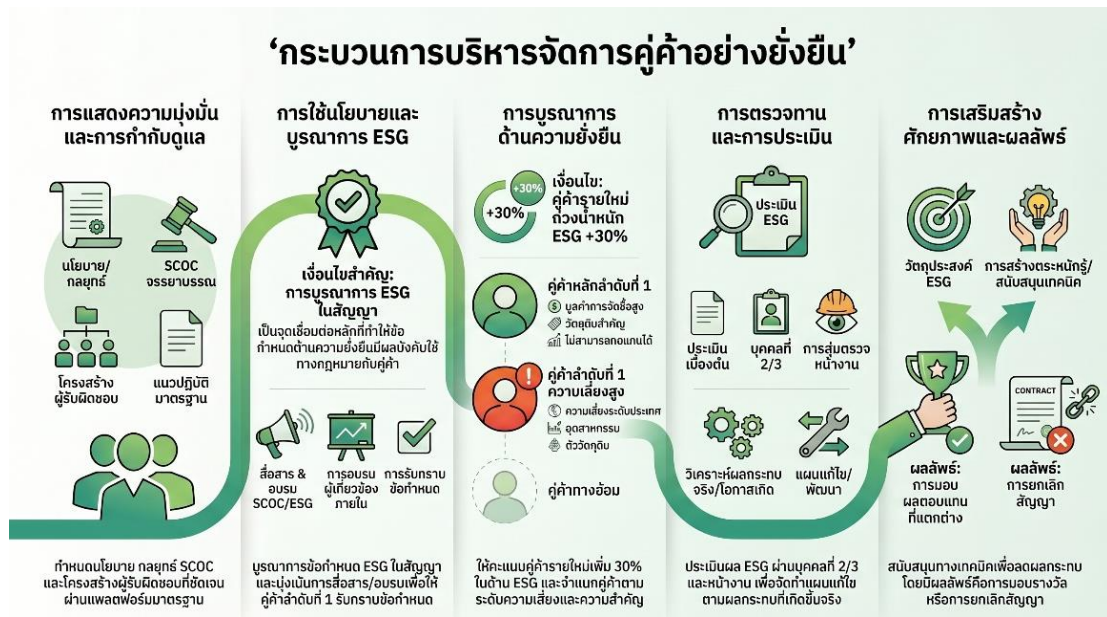 ‘กระบวนการบริหารจัดการคู่ค้าอย่างยั่งยืน’
การแสดงความมุ่งมั่น
และการกำกับดูแล
นโยบาย/
กลยุทธ์
SCOC
จรรยาบรรณ
โครงสร้าง
ผู้รับผิดชอบ
แนวปฏิบัติ
มาตรฐาน
กำหนดนโยบาย กลยุทธ์ SCOC
และโครงสร้างผู้รับผิดชอบที่ชัดเจน
ผ่านแพลตฟอร์มมาตรฐาน
การใช้นโยบายและ
บูรณาการ ESG
เงื่อนไขสำคัญ:
การบูรณาการ ESG
ในสัญญา
เป็นจุดเชื่อมต่อหลักที่ทำให้ข้อ
กำหนดด้านความยั่งยืนมีผลบังคับใช้
ทางกฎหมายกับคู่ค้า
สื่อสาร &
อบรม
SCOC/ESG
การอบรม
ผู้เกี่ยวข้อง
ภายใน
การรับทราบ
ข้อกำหนด
บูรณาการข้อกำหนด ESG ในสัญญา
และมุ่งเน้นการสื่อสาร/อบรมเพื่อให้
คู่ค้าลำดับที่ 1 รับทราบข้อกำหนด
การบูรณาการ
ด้านความยั่งยืน
+30%
+30%
เงื่อนไข:
คู่ค้ารายใหม่
ถ่วงน้ำหนัก
ESG +30%
คู่ค้าหลักลำดับที่ 1
มูลค่าการจัดซื้อสูง
วัตถุดิบสำคัญ
ไม่สามารถทดแทนได้
คู่ค้าลำดับที่ 1
ความเสี่ยงสูง
ความเสี่ยงระดับประเทศ
อุตสาหกรรม
ตัววัตถุดิบ
คู่ค้าทางอ้อม
ให้คะแนนคู่ค้ารายใหม่เพิ่ม 30%
ในด้าน ESG และจำแนกคู่ค้าตาม
ระดับความเสี่ยงและความสำคัญ
การตรวจทาน
และการประเมิน
ประเมิน
ESG
ประเมิน
เบื้องต้น
บุคคลที่
2/3
การสุ่มตรวจ
หน้างาน
วิเคราะห์ผลกระทบ
จริง/โอกาสเกิด
แผนแก้ไข/
พัฒนา
ประเมินผล ESG ผ่านบุคคลที่ 2/3
และหน้างาน เพื่อจัดทำแผนแก้ไข
ตามผลกระทบที่เกิดขึ้นจริง
การเสริมสร้าง
ศักยภาพและผลลัพธ์
วัตถุประสงค์
ESG
การสร้างตระหนักรู้/
สนับสนุนเทคนิค
CONTRACT
ผลลัพธ์:
การมอบ
ผลตอบแทน
ที่แตกต่าง
ผลลัพธ์:
การยกเลิก
สัญญา
สนับสนุนทางเทคนิคเพื่อลดผลกระทบ
โดยมีผลลัพธ์คือการมอบรางวัล
หรือการยกเลิกสัญญา